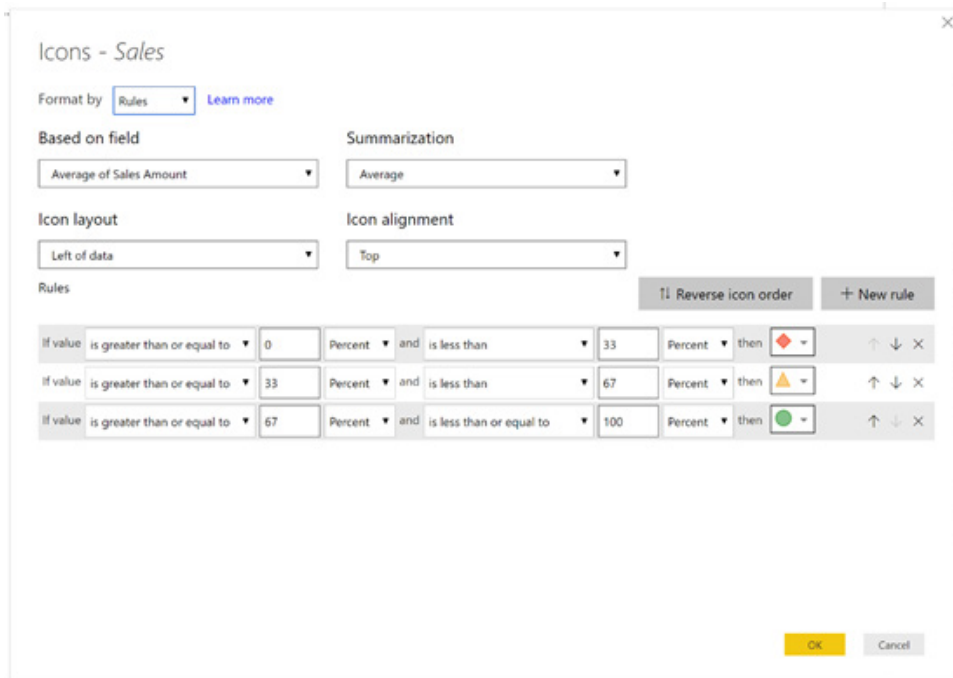 Icons - Sales
Format by Rules Learn more
Based on field Summarization
Average of Sales Amount Average
Icon layout Icon alignment
Left of data Top
Rules
Reverse icon order + New rule
If value is greater than or equal to 0 Percent and is less than 33 Percent then
If value is greater than or equal to 33 Percent and is less than 67 Percent then
If value is greater than or equal to 67 Percent and is less than or equal to 100 Percent then
OK Cancel